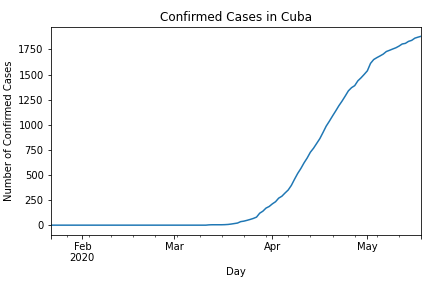 Confirmed Cases in Cuba
Number of Confirmed Cases
1750
1500
1250
1000
750
500
250
0
Feb
2020
Mar
Apr
May
Day